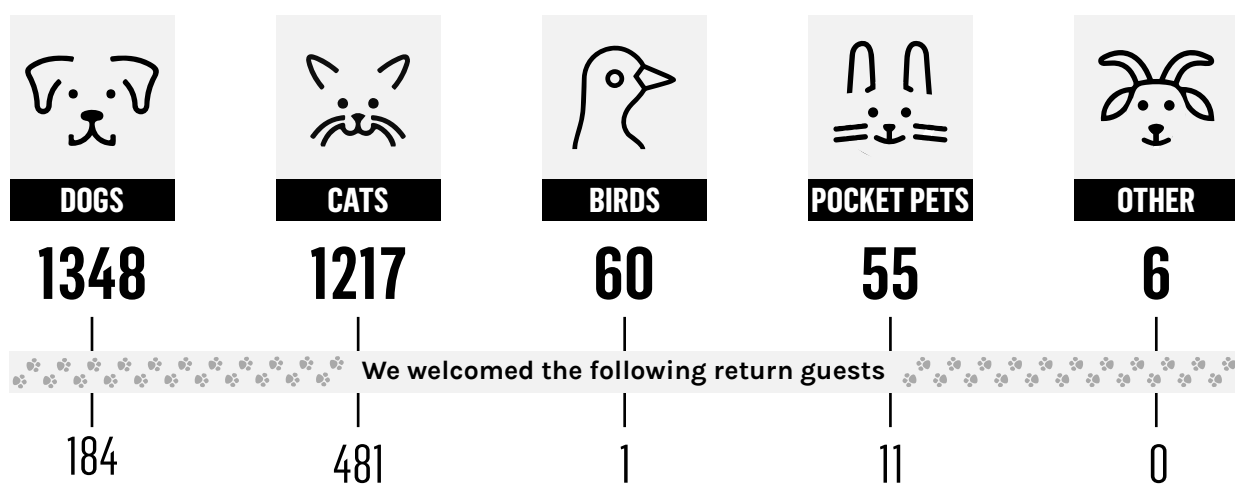 DOGS CATS BIRDS POCKET PETS OTHER
1348 1217 60 55 6
We welcomed the following return guests
184 481 1 11 0